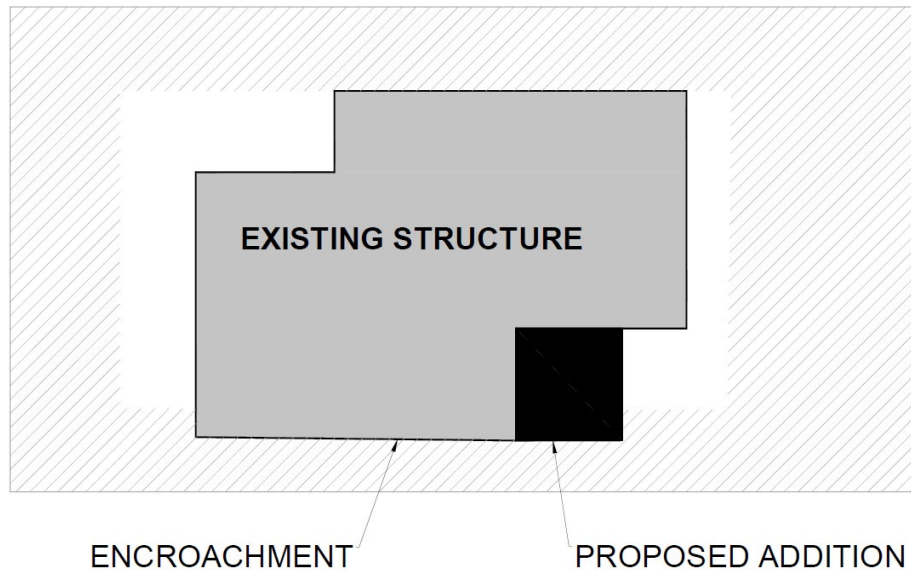 EXISTING STRUCTURE
ENCROACHMENT
PROPOSED ADDITION